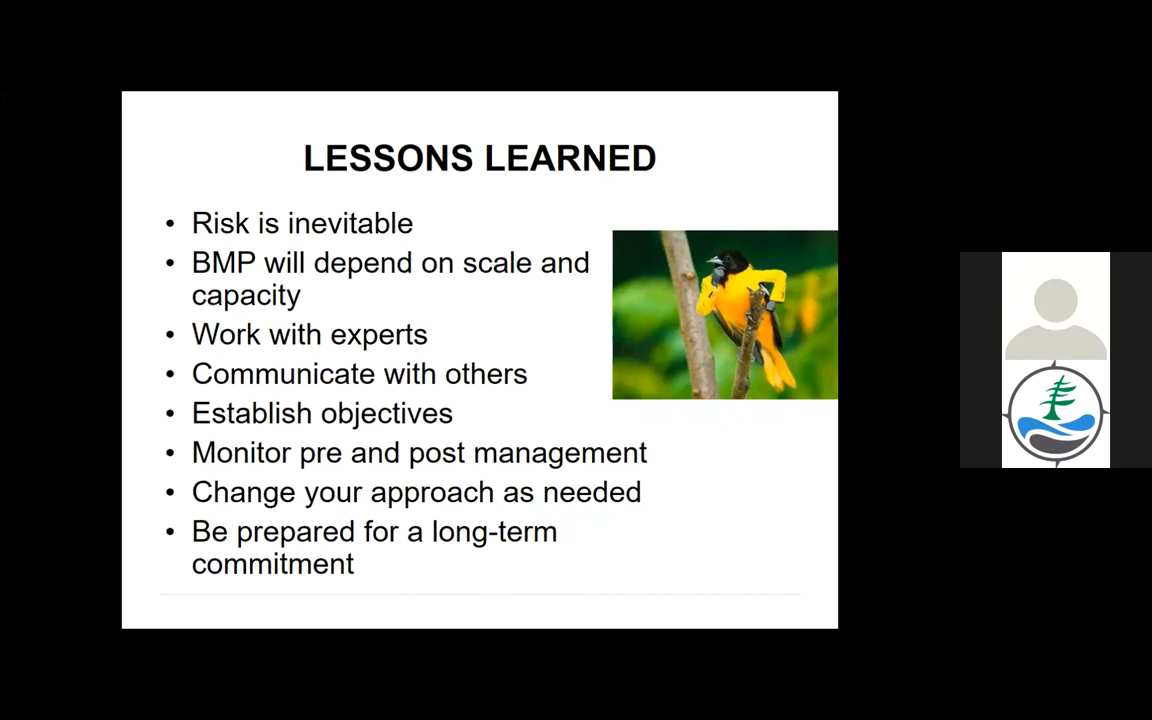 LESSONS LEARNED
• Risk is inevitable
• BMP will depend on scale and
capacity
• Work with experts
• Communicate with others
• Establish objectives
• Monitor pre and post management
• Change your approach as needed
• Be prepared for a long-term
commitment